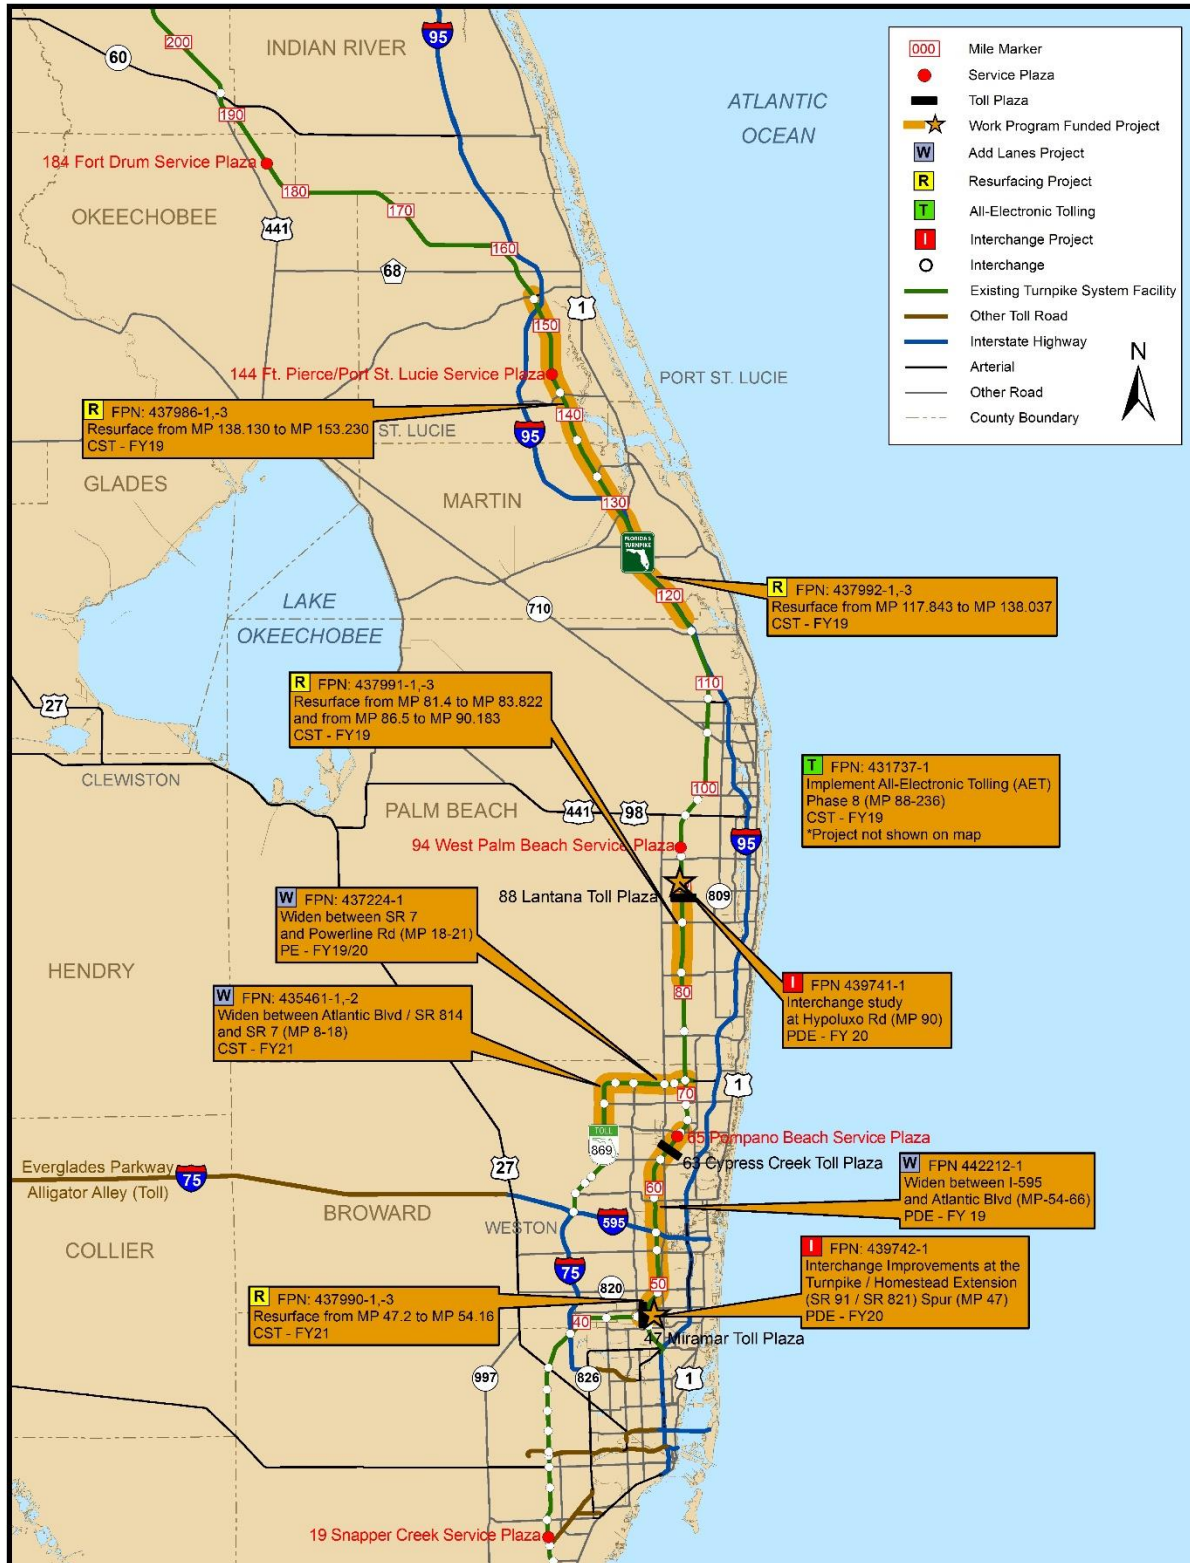 INDIAN RIVER
95
200
60
ATLANTIC
OCEAN
000 Mile Marker
Service Plaza
Toll Plaza
Work Program Funded Project
W Add Lanes Project
R Resurfacing Project
T All-Electronic Tolling
I Interchange Project
Interchange
Existing Turnpike System Facility
Other Toll Road
Interstate Highway
Arterial
Other Road
County Boundary
N
190
184 Fort Drum Service Plaza
180
170
OKEECHOBEE
441
160
68
1
150
144 Ft. Pierce/Port St. Lucie Service Plaza
PORT ST. LUCIE
R FPN: 437986-1,-3
Resurface from MP 138.130 to MP 153.230
CST - FY19
140
ST. LUCIE
95
GLADES
MARTIN
130
FLORIDA'S
TURNPIKE
R FPN: 437992-1,-3
Resurface from MP 117.843 to MP 138.037
CST - FY19
120
LAKE
OKEECHOBEE
710
R FPN: 437991-1,-3
Resurface from MP 81.4 to MP 83.822
and from MP 86.5 to MP 90.183
CST - FY19
110
27
CLEWISTON
100
T FPN: 431737-1
Implement All-Electronic Tolling (AET)
Phase 8 (MP 88-236)
CST - FY19
*Project not shown on map
PALM BEACH
441
98
95
94 West Palm Beach Service Plaza
88 Lantana Toll Plaza
809
W FPN: 437224-1
Widen between SR 7
and Powerline Rd (MP 18-21)
PE - FY19/20
HENDRY
I FPN 439741-1
Interchange study
at Hypoluxo Rd (MP 90)
PDE - FY 20
80
W FPN: 435461-1,-2
Widen between Atlantic Blvd / SR 814
and SR 7 (MP 8-18)
CST - FY21
1
70
TOLL
869
65 Pompano Beach Service Plaza
63 Cypress Creek Toll Plaza
Everglades Parkway
75
Alligator Alley (Toll)
27
60
W FPN 442212-1
Widen between I-595
and Atlantic Blvd (MP-54-66)
PDE - FY 19
BROWARD
WESTON
595
COLLIER
75
I FPN: 439742-1
Interchange Improvements at the
Turnpike / Homestead Extension
(SR 91 / SR 821) Spur (MP 47)
PDE - FY20
820
50
R FPN: 437990-1,-3
Resurface from MP 47.2 to MP 54.16
CST - FY21
40
47 Miramar Toll Plaza
997
826
1
19 Snapper Creek Service Plaza